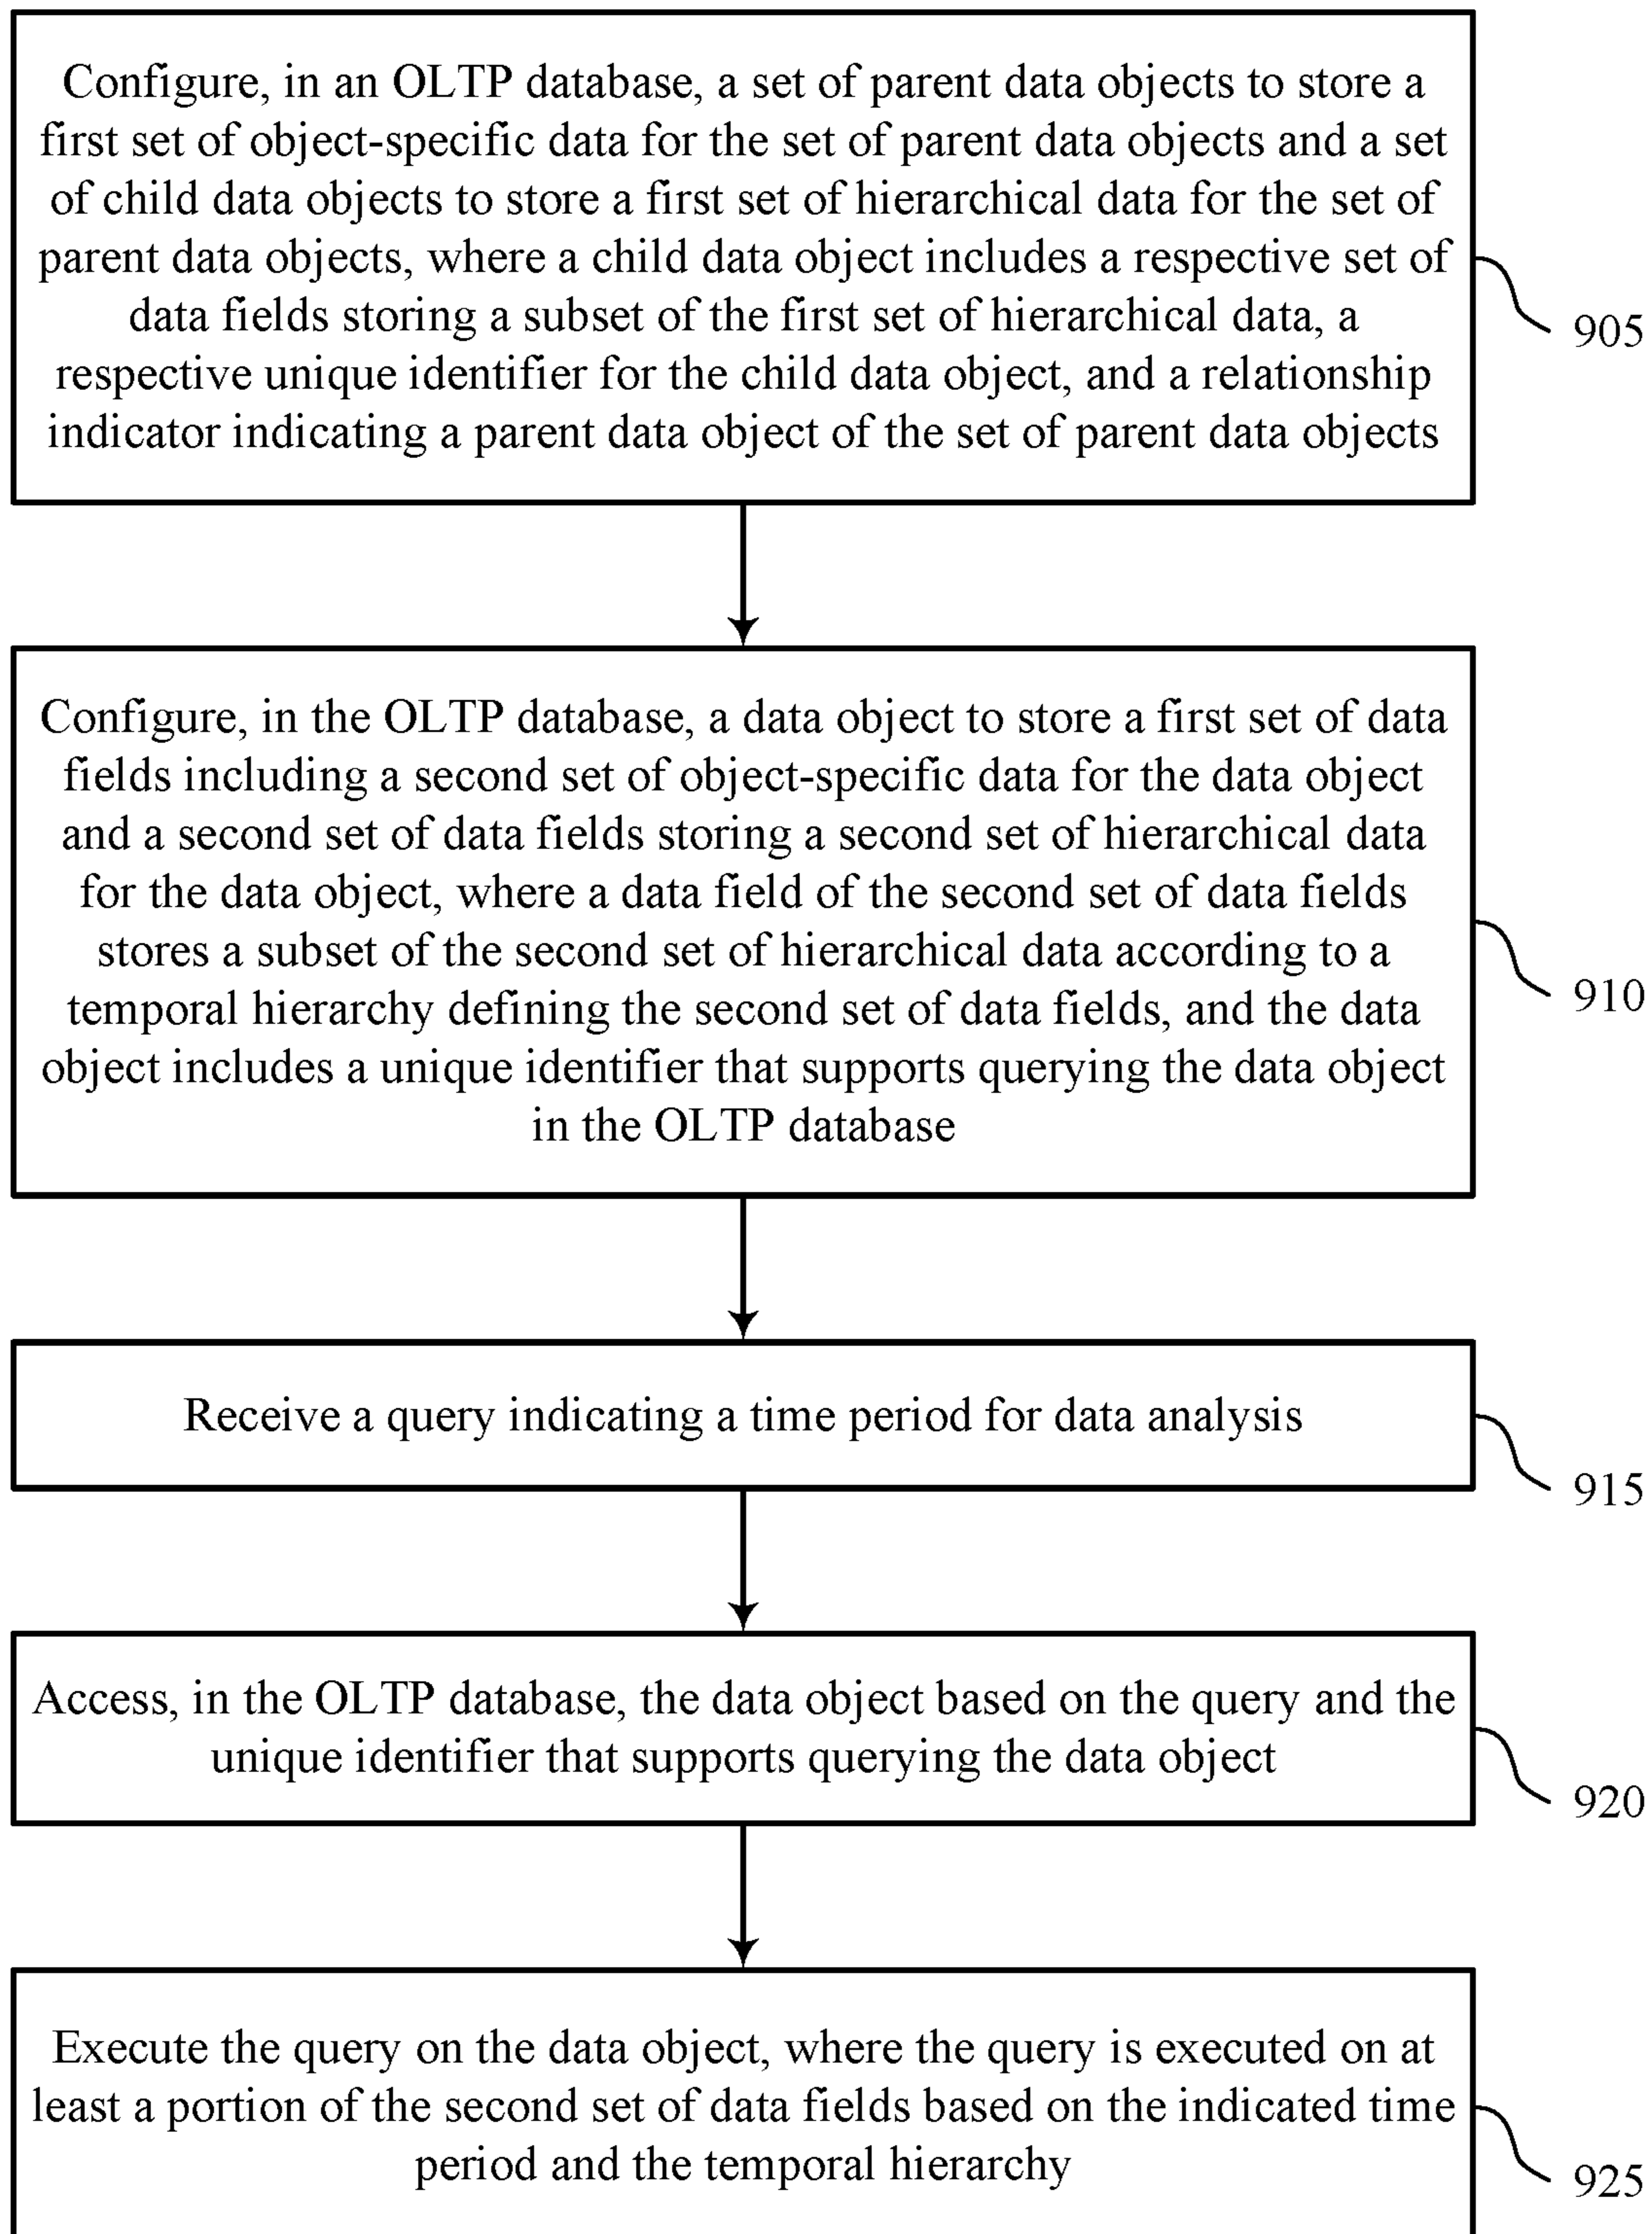 Configure, in an OLTP database, a set of parent data objects to store a
first set of object-specific data for the set of parent data objects and a set
of child data objects to store a first set of hierarchical data for the set of
parent data objects, where a child data object includes a respective set of
data fields storing a subset of the first set of hierarchical data, a
respective unique identifier for the child data object, and a relationship
indicator indicating a parent data object of the set of parent data objects
905
Configure, in the OLTP database, a data object to store a first set of data
fields including a second set of object-specific data for the data object
and a second set of data fields storing a second set of hierarchical data
for the data object, where a data field of the second set of data fields
stores a subset of the second set of hierarchical data according to a
temporal hierarchy defining the second set of data fields, and the data
object includes a unique identifier that supports querying the data object
in the OLTP database
910
Receive a query indicating a time period for data analysis
915
Access, in the OLTP database, the data object based on the query and the
unique identifier that supports querying the data object
920
Execute the query on the data object, where the query is executed on at
least a portion of the second set of data fields based on the indicated time
period and the temporal hierarchy
925